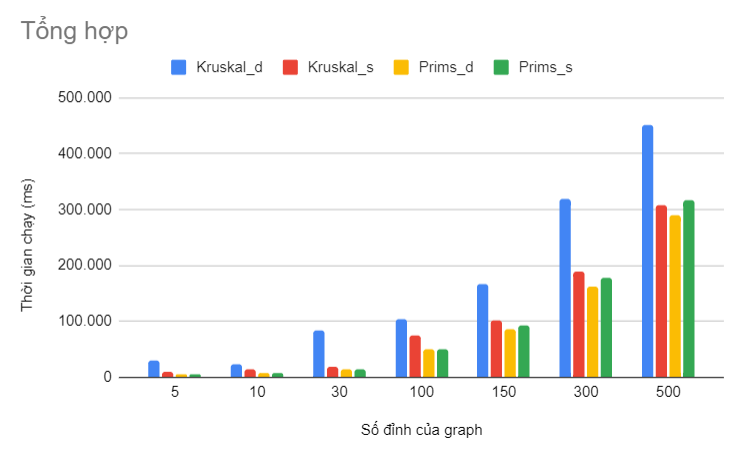 Tổng hợp
Kruskal_d Kruskal_s Prims_d Prims_s
500.000
400.000
300.000
200.000
100.000
0
Thời gian chạy (ms)
5 10 30 100 150 300 500
Số đỉnh của graph